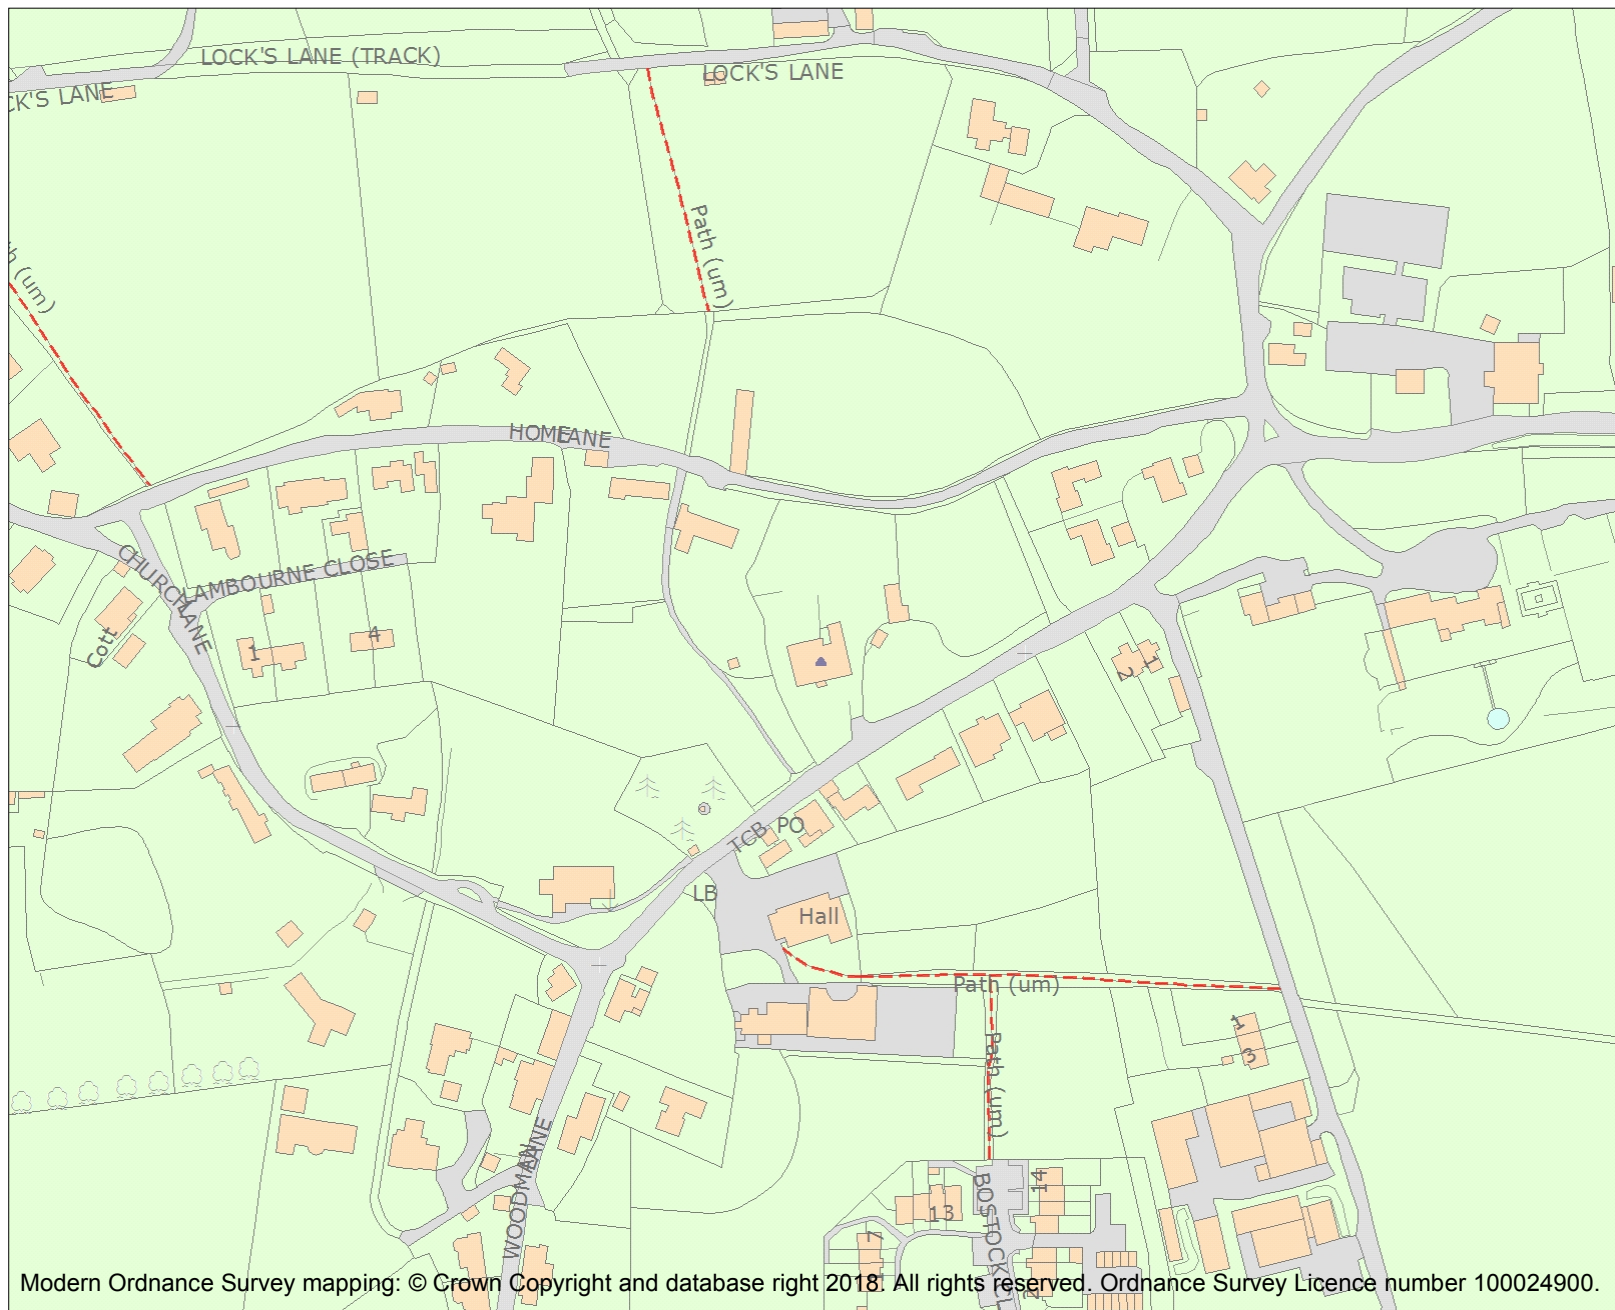 LOCK'S LANE (TRACK)
LOCK'S LANE
CK'S LANE
Path (um)
h (um)
HOME LANE
CHURCH LANE
LAMBOURNE CLOSE
1
4
Cott
1
2
TCB
PO
LB
Hall
Path (um)
Path (um)
1
3
WOODMAN LANE
BOSTOCK CL
14
13
7
Modern Ordnance Survey mapping: © Crown Copyright and database right 2018. All rights reserved. Ordnance Survey Licence number 100024900.